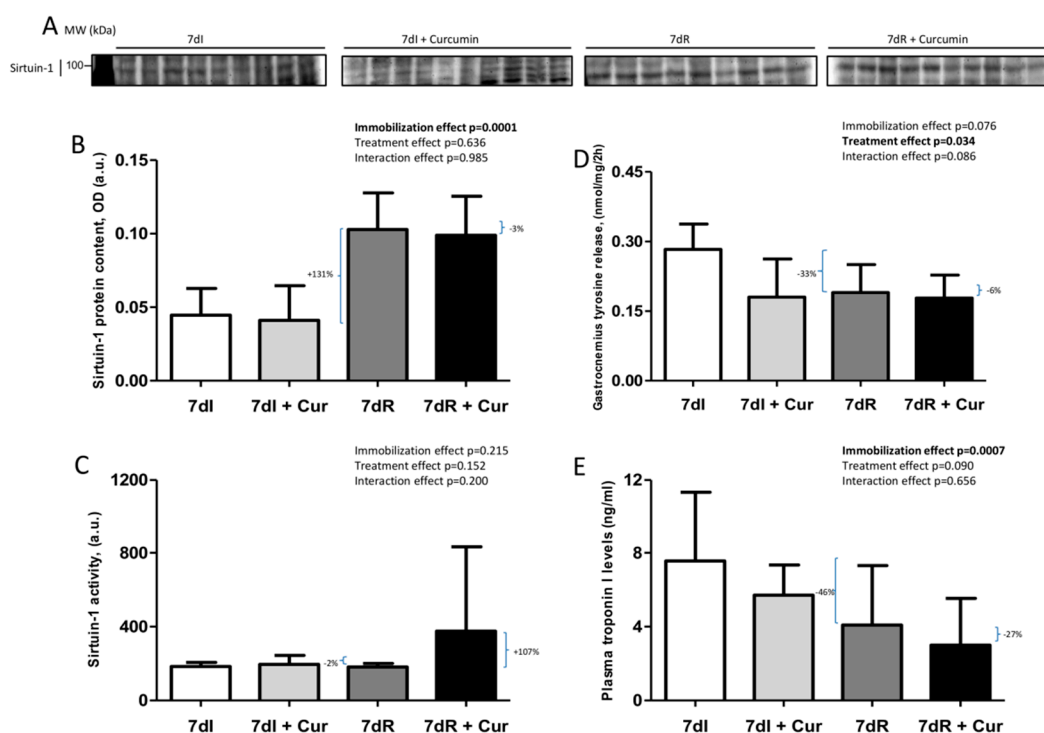 A
MW (kDa)
7dI
7dI + Curcumin
7dR
7dR + Curcumin
Sirtuin-1
100
B
Immobilization effect p=0.0001
Treatment effect p=0.636
Interaction effect p=0.985
Sirtuin-1 protein content, OD (a.u.)
0.15
0.10
0.05
0.00
+131%
-3%
7dI
7dI + Cur
7dR
7dR + Cur
D
Immobilization effect p=0.076
Treatment effect p=0.034
Interaction effect p=0.086
Gastrocnemius tyrosine release, (nmol/mg/2h)
0.45
0.30
0.15
0.00
-33%
-6%
7dI
7dI + Cur
7dR
7dR + Cur
C
Immobilization effect p=0.215
Treatment effect p=0.152
Interaction effect p=0.200
Sirtuin-1 activity, (a.u.)
1200
800
400
0
-2%
+107%
7dI
7dI + Cur
7dR
7dR + Cur
E
Immobilization effect p=0.0007
Treatment effect p=0.090
Interaction effect p=0.656
Plasma troponin I levels (ng/ml)
12
8
4
0
-46%
-27%
7dI
7dI + Cur
7dR
7dR + Cur